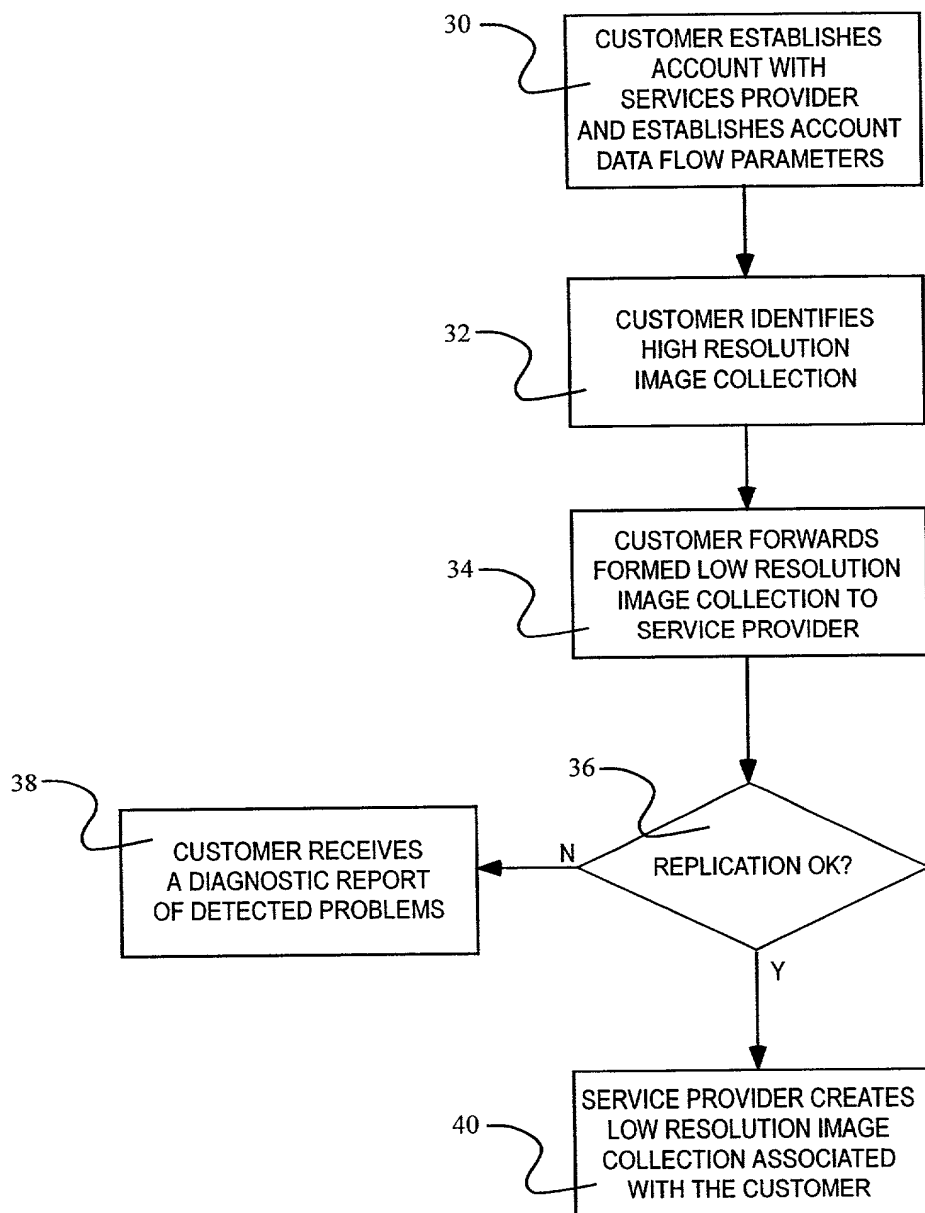 30
CUSTOMER ESTABLISHES
ACCOUNT WITH
SERVICES PROVIDER
AND ESTABLISHES ACCOUNT
DATA FLOW PARAMETERS
32
CUSTOMER IDENTIFIES
HIGH RESOLUTION
IMAGE COLLECTION
34
CUSTOMER FORWARDS
FORMED LOW RESOLUTION
IMAGE COLLECTION TO
SERVICE PROVIDER
36
REPLICATION OK?
N
38
CUSTOMER RECEIVES
A DIAGNOSTIC REPORT
OF DETECTED PROBLEMS
Y
40
SERVICE PROVIDER CREATES
LOW RESOLUTION IMAGE
COLLECTION ASSOCIATED
WITH THE CUSTOMER